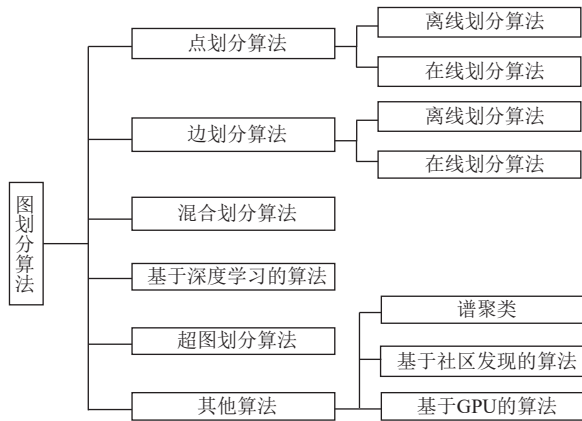 图划分算法
点划分算法
离线划分算法
在线划分算法
边划分算法
离线划分算法
在线划分算法
混合划分算法
基于深度学习的算法
超图划分算法
其他算法
谱聚类
基于社区发现的算法
基于GPU的算法